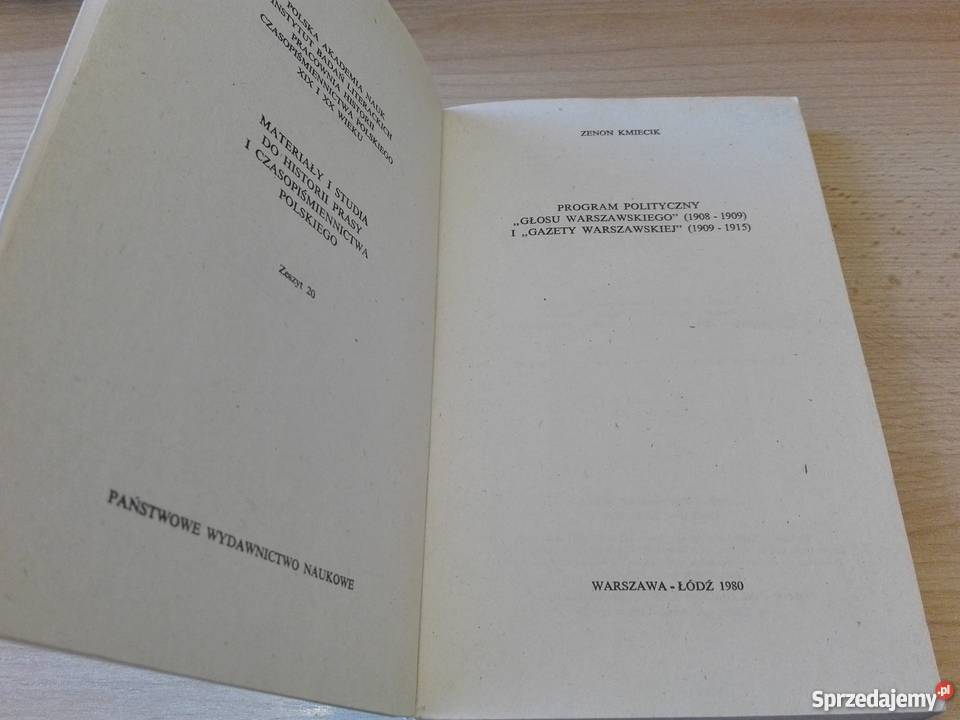 POLSKA AKADEMIA NAUK
INSTYTUT BADAŃ LITERACKICH
PRACOWNIA HISTORII
CZASOPIŚMIENNICTWA POLSKIEGO
XIX I XX WIEKU
MATERIAŁY I STUDIA
DO HISTORII PRASY
I CZASOPIŚMIENNICTWA
POLSKIEGO
Zeszyt 20
PAŃSTWOWE WYDAWNICTWO NAUKOWE
ZENON KMIECIK
PROGRAM POLITYCZNY
„GŁOSU WARSZAWSKIEGO” (1908 - 1909)
I „GAZETY WARSZAWSKIEJ” (1909 - 1915)
WARSZAWA - ŁÓDŹ 1980
Sprzedajemy.pl